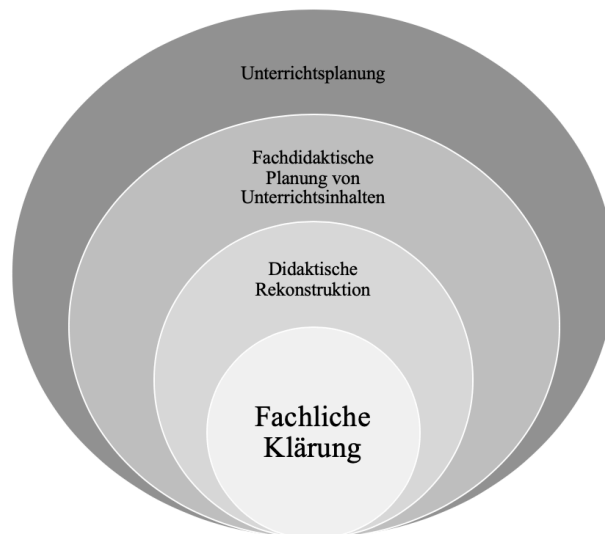 Unterrichtsplanung
Fachdidaktische
Planung von
Unterrichtsinhalten
Didaktische
Rekonstruktion
Fachliche
Klärung